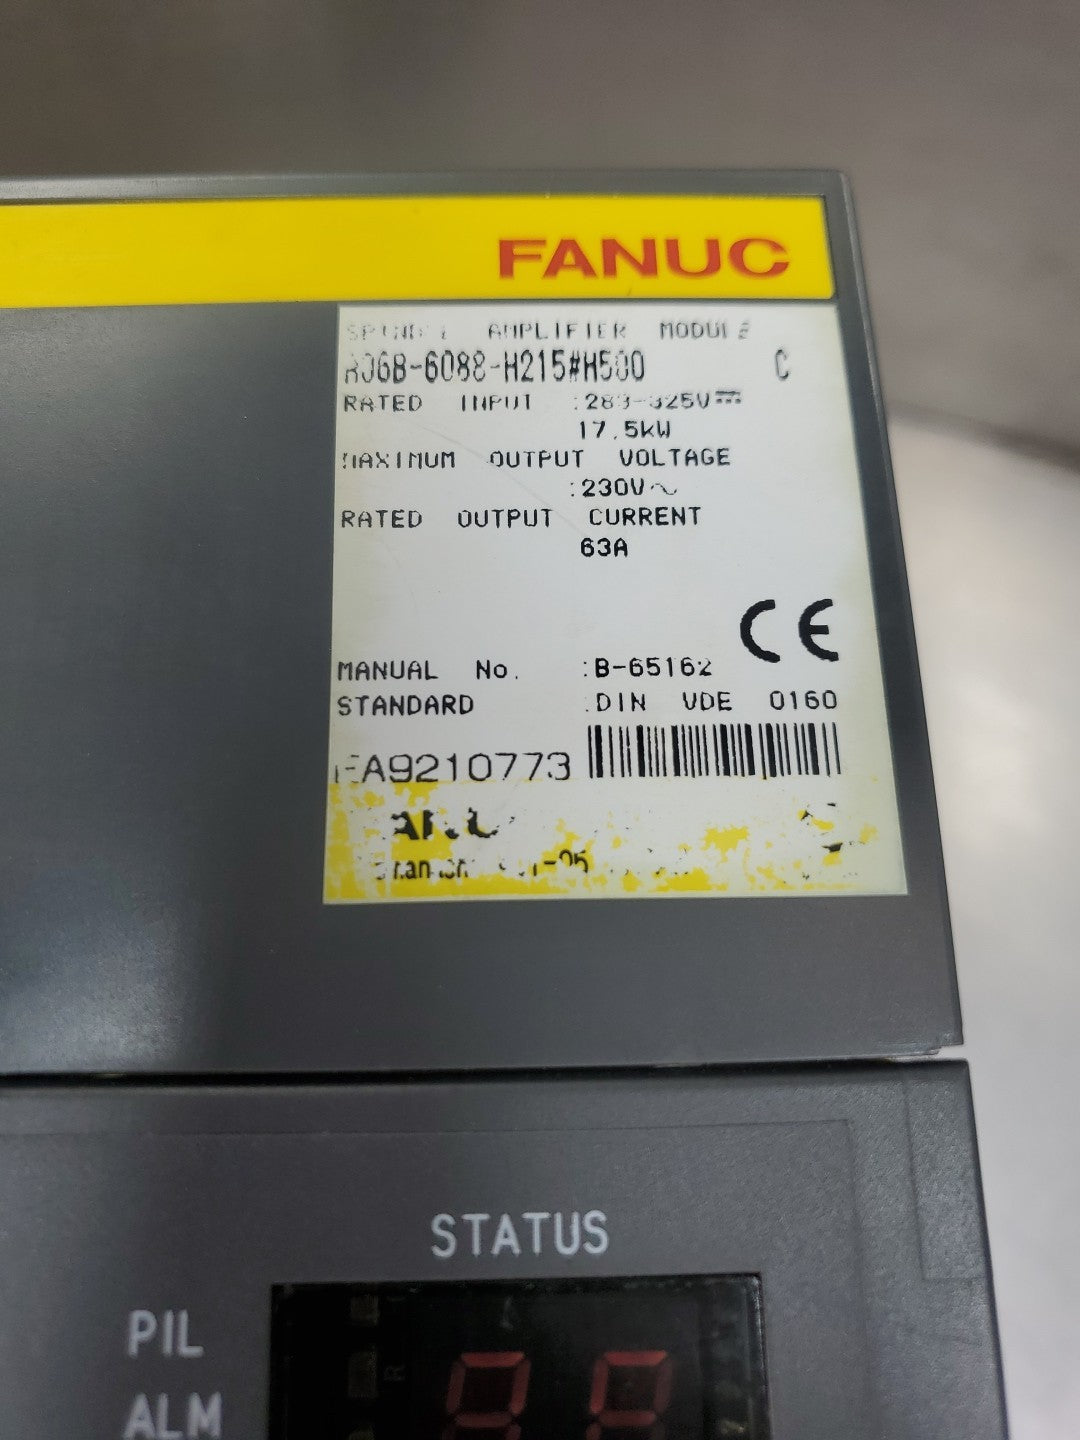 FANUC
AMPLIFIER MODULE
A06B-6088-H215#H500 C
RATED INPUT :283-325V
17.5kW
MAXIMUM OUTPUT VOLTAGE
:230V~
RATED OUTPUT CURRENT
63A
CE
MANUAL No. :B-65162
STANDARD :DIN VDE 0160
EA9210773
STATUS
PIL
ALM